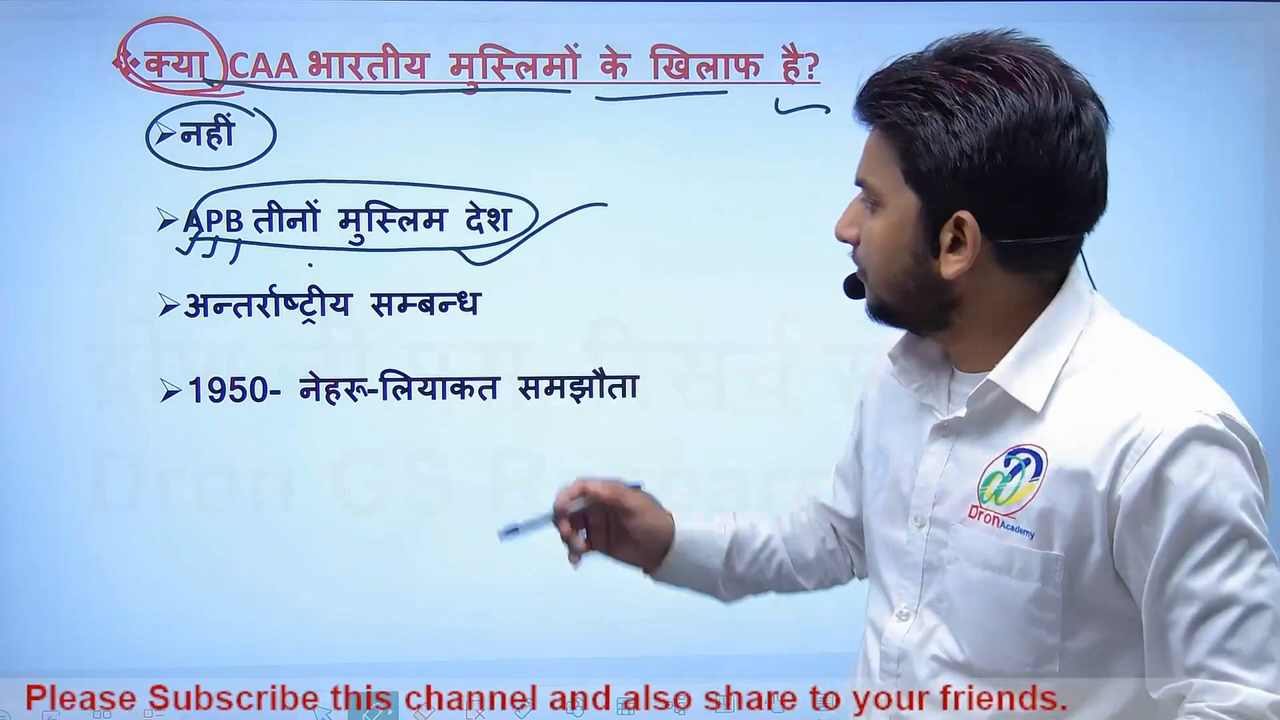 ❖क्या CAA भारतीय मुस्लिमों के खिलाफ है?
➢नहीं
➢APB तीनों मुस्लिम देश
➢अन्तर्राष्ट्रीय सम्बन्ध
➢1950- नेहरू-लियाकत समझौता
Dron Academy
Please Subscribe this channel and also share to your friends.